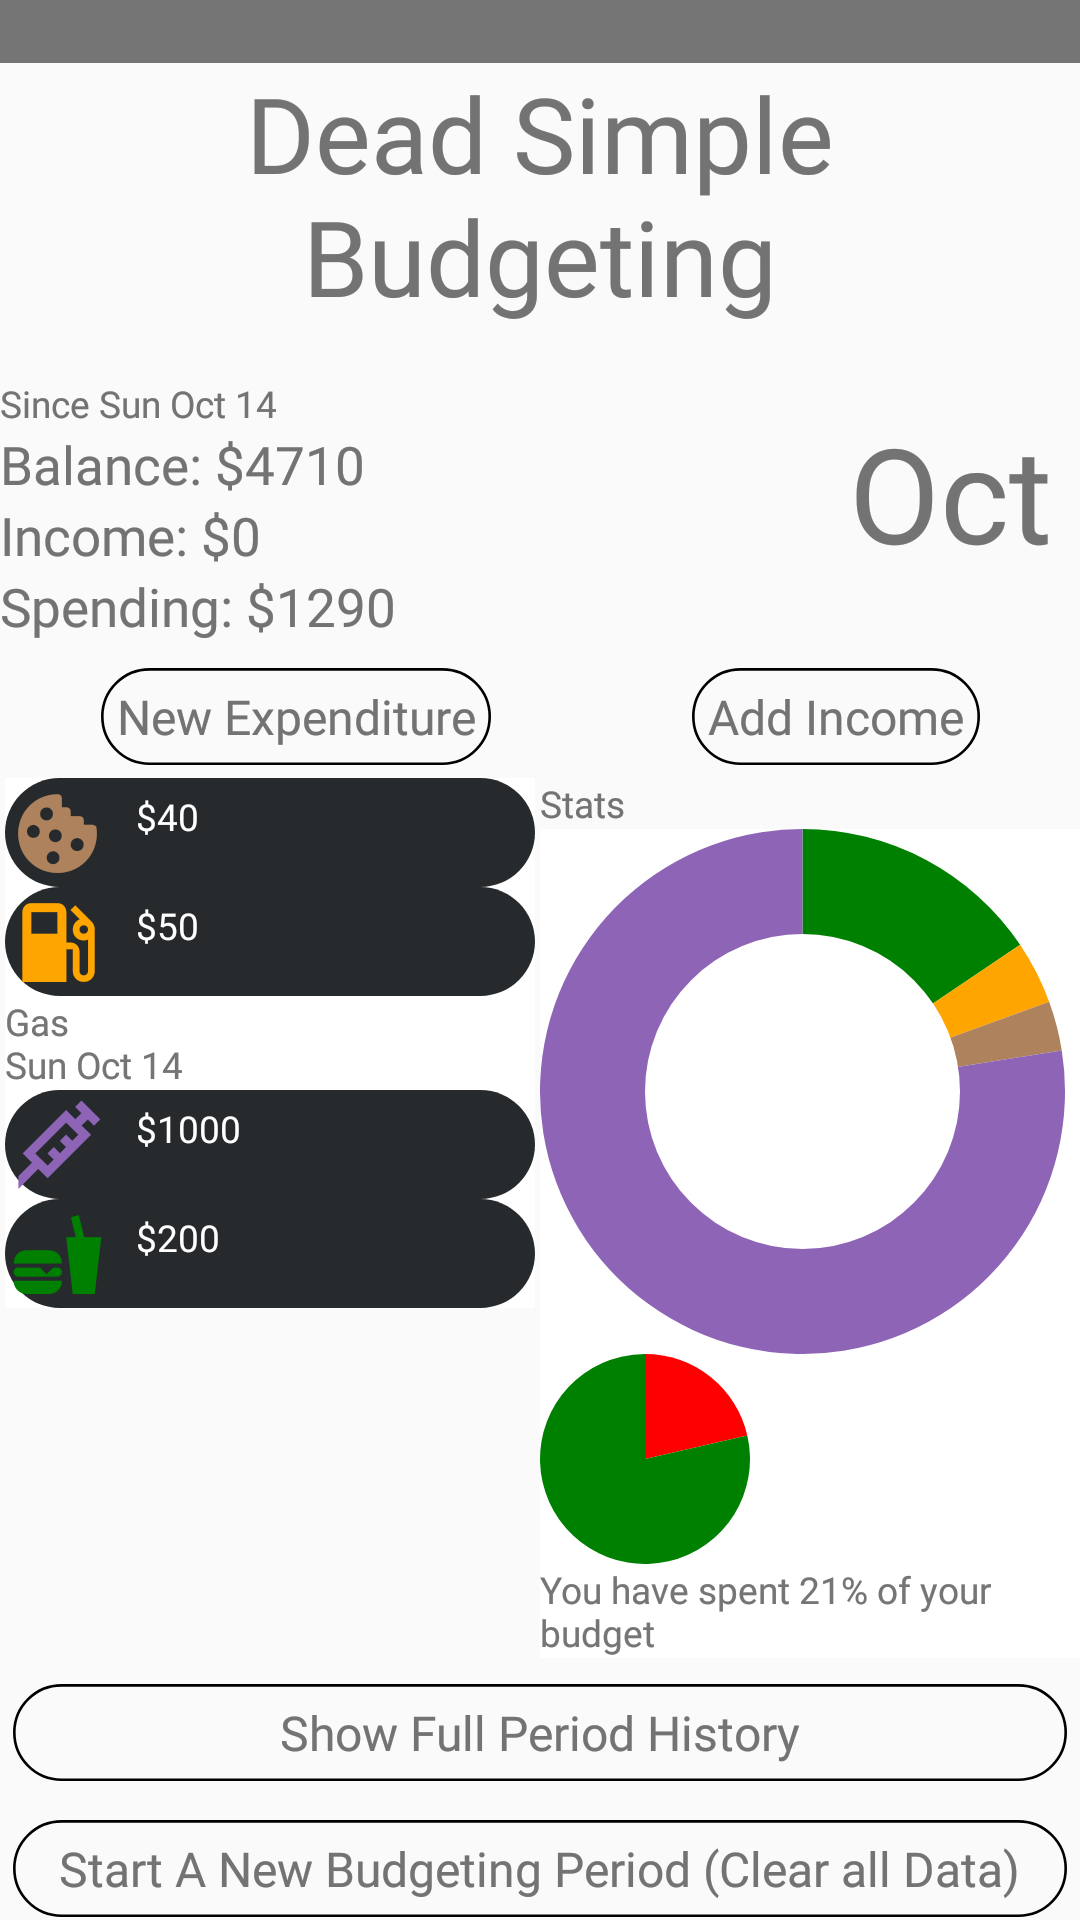 Dead Simple
Budgeting
Since Sun Oct 14
Balance: $4710
Income: $0
Spending: $1290
Oct
New Expenditure
Add Income
$40
$50
Gas
Sun Oct 14
$1000
$200
Stats
You have spent 21% of your
budget
Show Full Period History
Start A New Budgeting Period (Clear all Data)